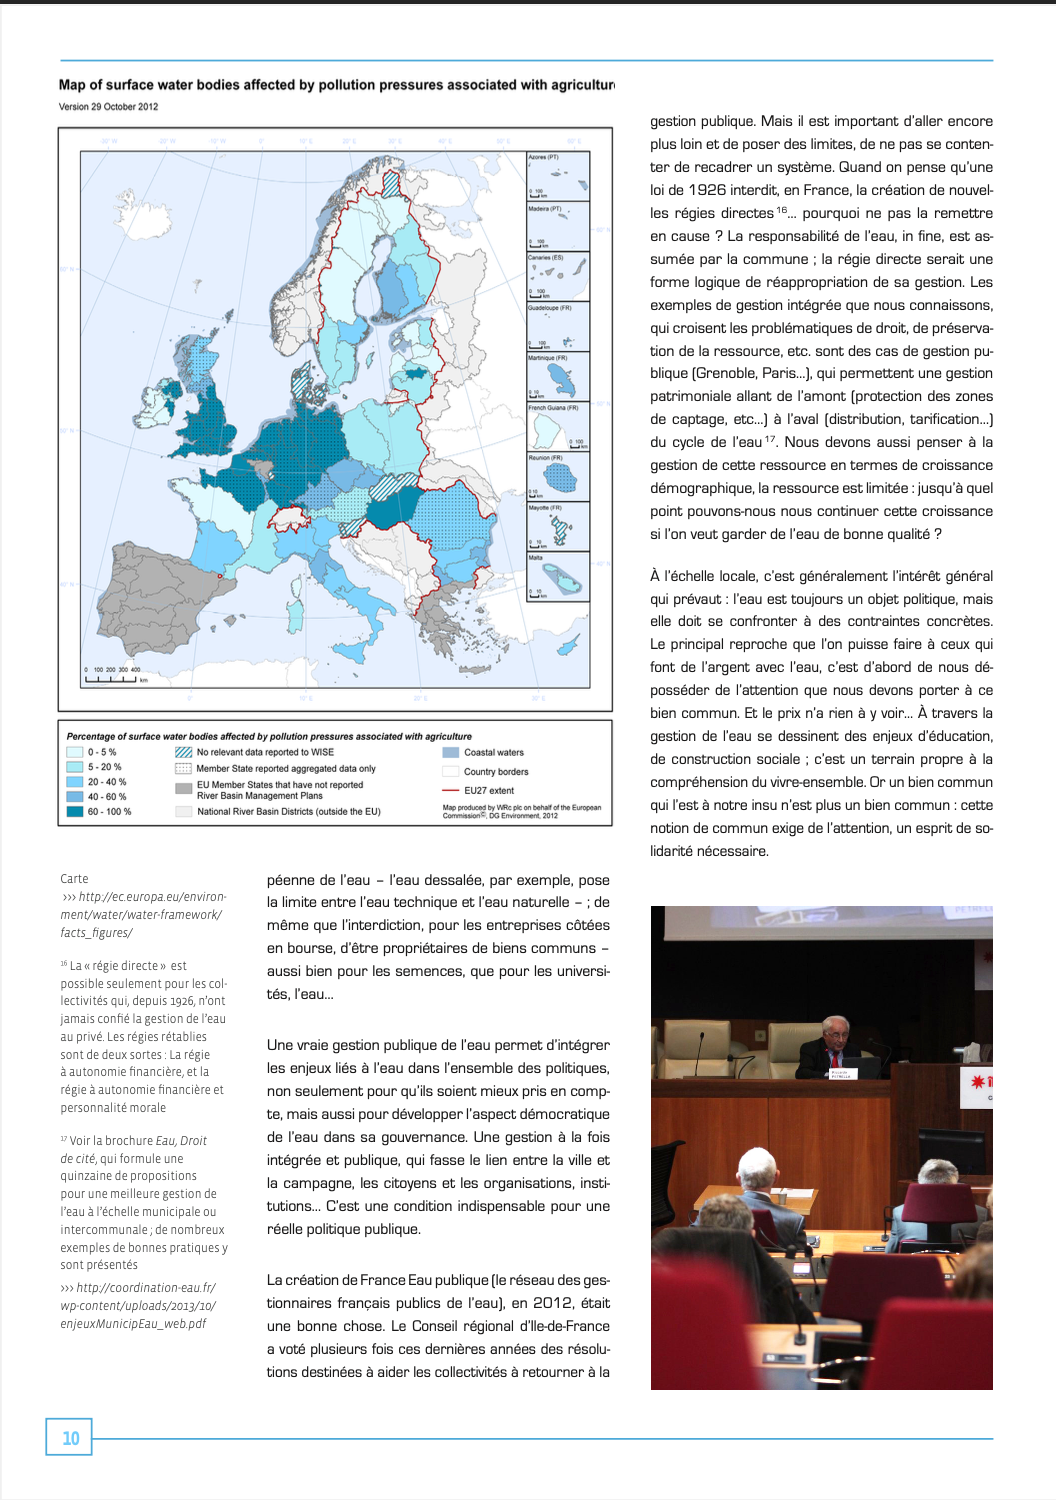 Map of surface water bodies affected by pollution pressures associated with agricultur
Version 29 October 2012
Azores (PT)
Madeira (PT)
Canaries (ES)
Guadeloupe (FR)
Martinique (FR)
French Guiana (FR)
Reunion (FR)
Mayotte (FR)
Malta
0 100 200 300 400
km
Percentage of surface water bodies affected by pollution pressures associated with agriculture
0 - 5 %
5 - 20 %
20 - 40 %
40 - 60 %
60 - 100 %
No relevant data reported to WISE
Member State reported aggregated data only
EU Member States that have not reported
River Basin Management Plans
National River Basin Districts (outside the EU)
Coastal waters
Country borders
EU27 extent
Map produced by WRc plc on behalf of the European
Commission©, DG Environment, 2012
Carte
››› http://ec.europa.eu/environ-
ment/water/water-framework/
facts_figures/
16 La « régie directe » est
possible seulement pour les col-
lectivités qui, depuis 1926, n’ont
jamais confié la gestion de l’eau
au privé. Les régies rétablies
sont de deux sortes : La régie
à autonomie financière, et la
régie à autonomie financière et
personnalité morale
17 Voir la brochure Eau, Droit
de cité, qui formule une
quinzaine de propositions
pour une meilleure gestion de
l’eau à l’échelle municipale ou
intercommunale ; de nombreux
exemples de bonnes pratiques y
sont présentés
››› http://coordination-eau.fr/
wp-content/uploads/2013/10/
enjeuxMunicipEau_web.pdf
péenne de l’eau – l’eau dessalée, par exemple, pose
la limite entre l’eau technique et l’eau naturelle – ; de
même que l’interdiction, pour les entreprises côtées
en bourse, d’être propriétaires de biens communs –
aussi bien pour les semences, que pour les universi-
tés, l’eau...
Une vraie gestion publique de l’eau permet d’intégrer
les enjeux liés à l’eau dans l’ensemble des politiques,
non seulement pour qu’ils soient mieux pris en comp-
te, mais aussi pour développer l’aspect démocratique
de l’eau dans sa gouvernance. Une gestion à la fois
intégrée et publique, qui fasse le lien entre la ville et
la campagne, les citoyens et les organisations, insti-
tutions... C’est une condition indispensable pour une
réelle politique publique.
La création de France Eau publique (le réseau des ges-
tionnaires français publics de l’eau), en 2012, était
une bonne chose. Le Conseil régional d’Ile-de-France
a voté plusieurs fois ces dernières années des résolu-
tions destinées à aider les collectivités à retourner à la
gestion publique. Mais il est important d’aller encore
plus loin et de poser des limites, de ne pas se conten-
ter de recadrer un système. Quand on pense qu’une
loi de 1926 interdit, en France, la création de nouvel-
les régies directes 16... pourquoi ne pas la remettre
en cause ? La responsabilité de l’eau, in fine, est as-
sumée par la commune ; la régie directe serait une
forme logique de réappropriation de sa gestion. Les
exemples de gestion intégrée que nous connaissons,
qui croisent les problématiques de droit, de préserva-
tion de la ressource, etc. sont des cas de gestion pu-
blique (Grenoble, Paris...), qui permettent une gestion
patrimoniale allant de l’amont (protection des zones
de captage, etc...) à l’aval (distribution, tarification...)
du cycle de l’eau 17. Nous devons aussi penser à la
gestion de cette ressource en termes de croissance
démographique, la ressource est limitée : jusqu’à quel
point pouvons-nous nous continuer cette croissance
si l’on veut garder de l’eau de bonne qualité ?
À l’échelle locale, c’est généralement l’intérêt général
qui prévaut : l’eau est toujours un objet politique, mais
elle doit se confronter à des contraintes concrètes.
Le principal reproche que l’on puisse faire à ceux qui
font de l’argent avec l’eau, c’est d’abord de nous dé-
posséder de l’attention que nous devons porter à ce
bien commun. Et le prix n’a rien à y voir... À travers la
gestion de l’eau se dessinent des enjeux d’éducation,
de construction sociale ; c’est un terrain propre à la
compréhension du vivre-ensemble. Or un bien commun
qui l’est à notre insu n’est plus un bien commun : cette
notion de commun exige de l’attention, un esprit de so-
lidarité nécessaire.
10